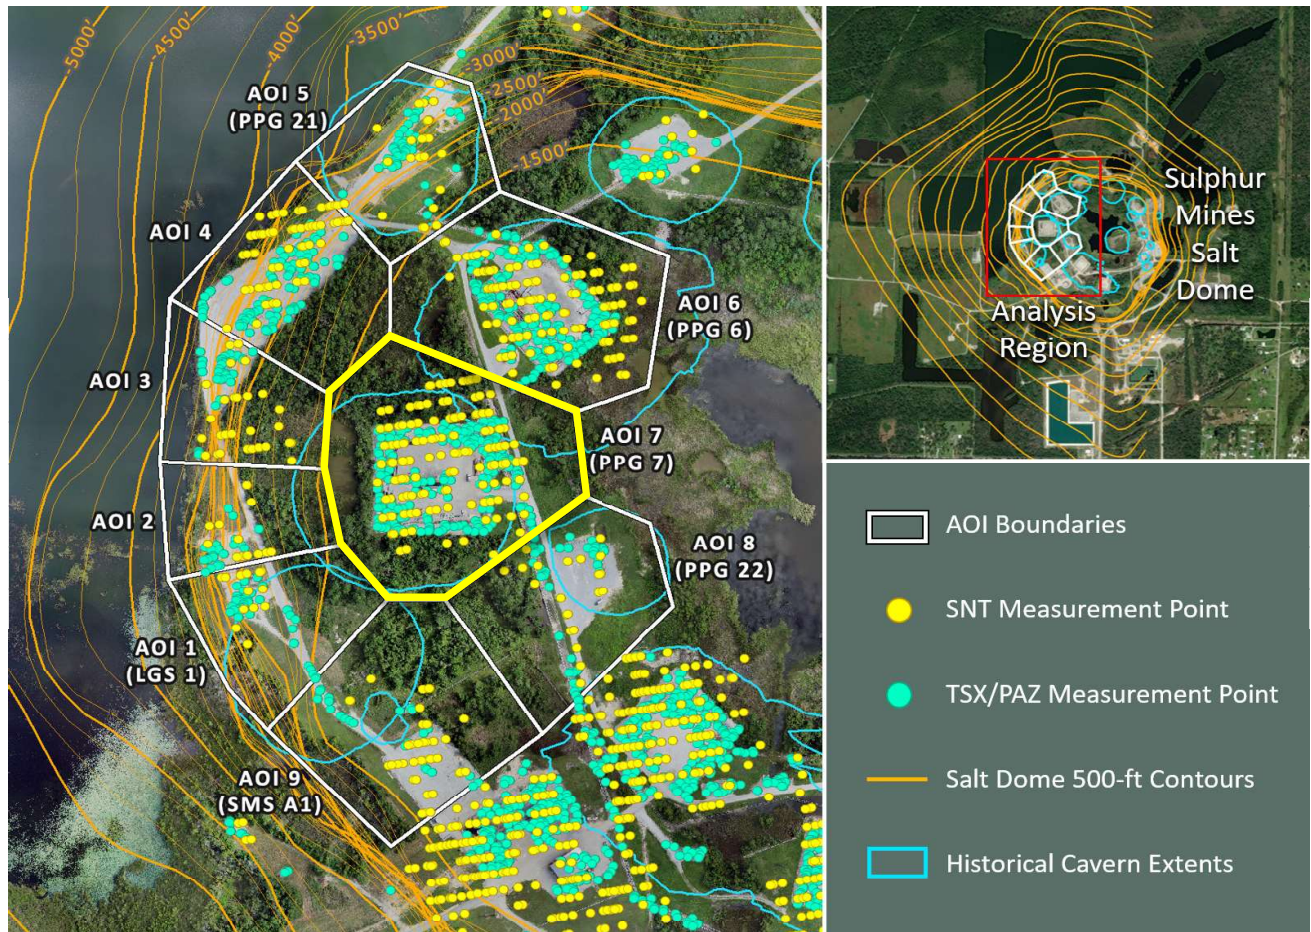 -5000'
-4500'
-4000'
-3500'
-3000'
-2500'
-2000'
-1500'
AOI 5
(PPG 21)
AOI 4
AOI 3
AOI 2
AOI 1
(LGS 1)
AOI 9
(SMS A1)
AOI 6
(PPG 6)
AOI 7
(PPG 7)
AOI 8
(PPG 22)
Sulphur
Mines
Salt
Dome
Analysis
Region
AOI Boundaries
SNT Measurement Point
TSX/PAZ Measurement Point
Salt Dome 500-ft Contours
Historical Cavern Extents